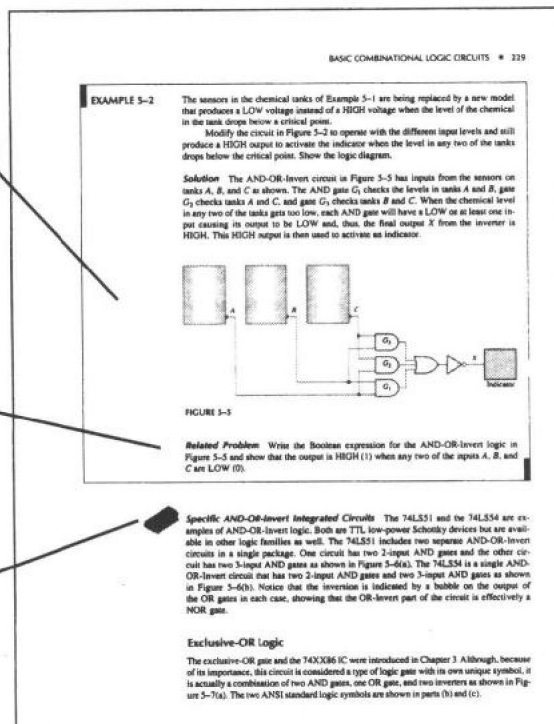 BASIC COMBINATIONAL LOGIC CIRCUITS ■ 229
EXAMPLE 5–2
The sensors in the chemical tanks of Example 5–1 are being replaced by a new model
that produces a LOW voltage instead of a HIGH voltage when the level of the chemical
in the tank drops below a critical point.
Modify the circuit in Figure 5–2 to operate with the different input levels and still
produce a HIGH output to activate the indicator when the level in any two of the tanks
drops below the critical point. Show the logic diagram.
Solution The AND-OR-Invert circuit in Figure 5–5 has inputs from the sensors on
tanks A, B, and C as shown. The AND gate G₁ checks the levels in tanks A and B, gate
G₂ checks tanks A and C, and gate G₃ checks tanks B and C. When the chemical level
in any two of the tanks gets too low, each AND gate will have a LOW on at least one in-
put causing its output to be LOW and, thus, the final output X from the inverter is
HIGH. This HIGH output is then used to activate an indicator.
A B C
G₃
G₂ X
G₁ Indicator
FIGURE 5–5
Related Problem Write the Boolean expression for the AND-OR-Invert logic in
Figure 5–5 and show that the output is HIGH (1) when any two of the inputs A, B, and
C are LOW (0).
Specific AND-OR-Invert Integrated Circuits The 74LS51 and the 74LS54 are ex-
amples of AND-OR-Invert logic. Both are TTL low-power Schottky devices but are avail-
able in other logic families as well. The 74LS51 includes two separate AND-OR-Invert
circuits in a single package. One circuit has two 2-input AND gates and the other cir-
cuit has two 3-input AND gates as shown in Figure 5–6(a). The 74LS54 is a single AND-
OR-Invert circuit that has two 2-input AND gates and two 3-input AND gates as shown
in Figure 5–6(b). Notice that the inversion is indicated by a bubble on the output of
the OR gates in each case, showing that the OR-Invert part of the circuit is effectively a
NOR gate.
Exclusive-OR Logic
The exclusive-OR gate and the 74XX86 IC were introduced in Chapter 3. Although, because
of its importance, this circuit is considered a type of logic gate with its own unique symbol, it
is actually a combination of two AND gates, one OR gate, and two inverters as shown in Fig-
ure 5–7(a). The two ANSI standard logic symbols are shown in parts (b) and (c).